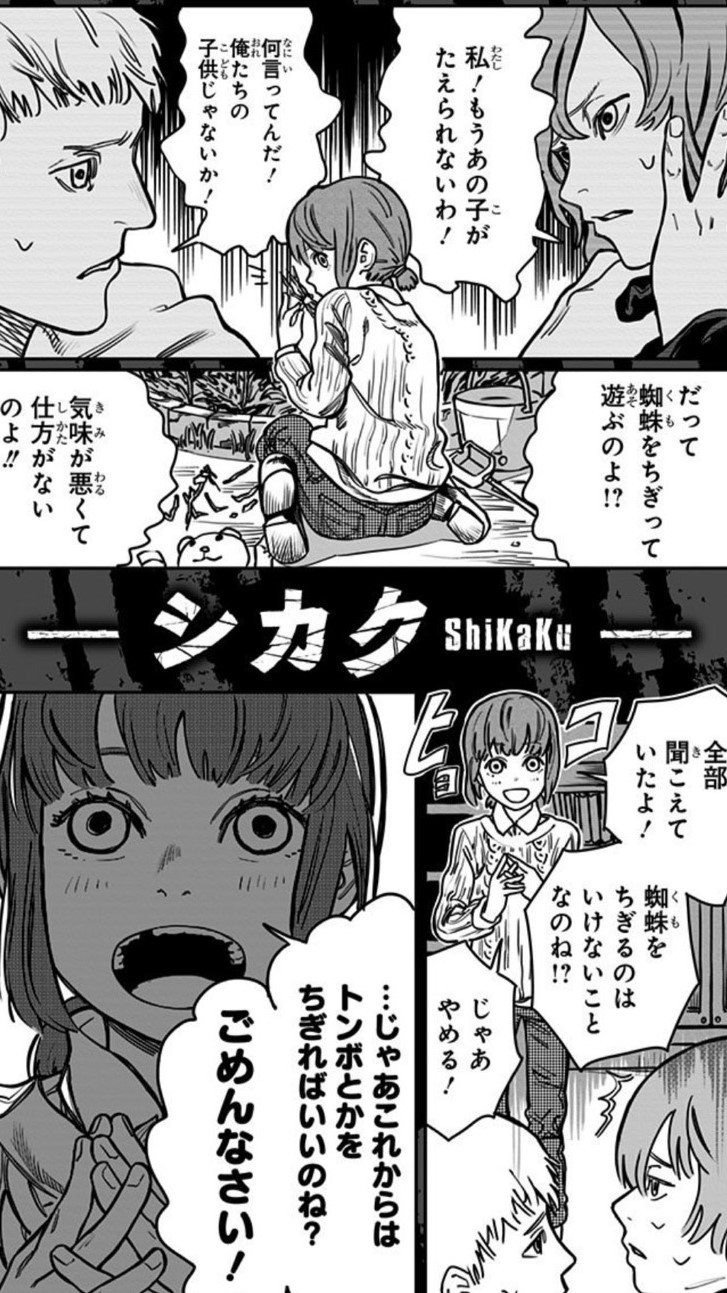 私！もうあの子が
たえられないわ！
何言ってんだ！
俺たちの
子供じゃないか！
だって
蜘蛛をちぎって
遊ぶのよ！？
気味が悪くて
仕方がない
のよ！！
シカク
ShiKaKu
全部
聞こえて
いたよ！
蜘蛛を
ちぎるのは
いけないこと
なのね！？
ヒョコ
じゃあ
やめる！
…じゃあこれからは
トンボとかを
ちぎればいいのね？
ごめんなさい！